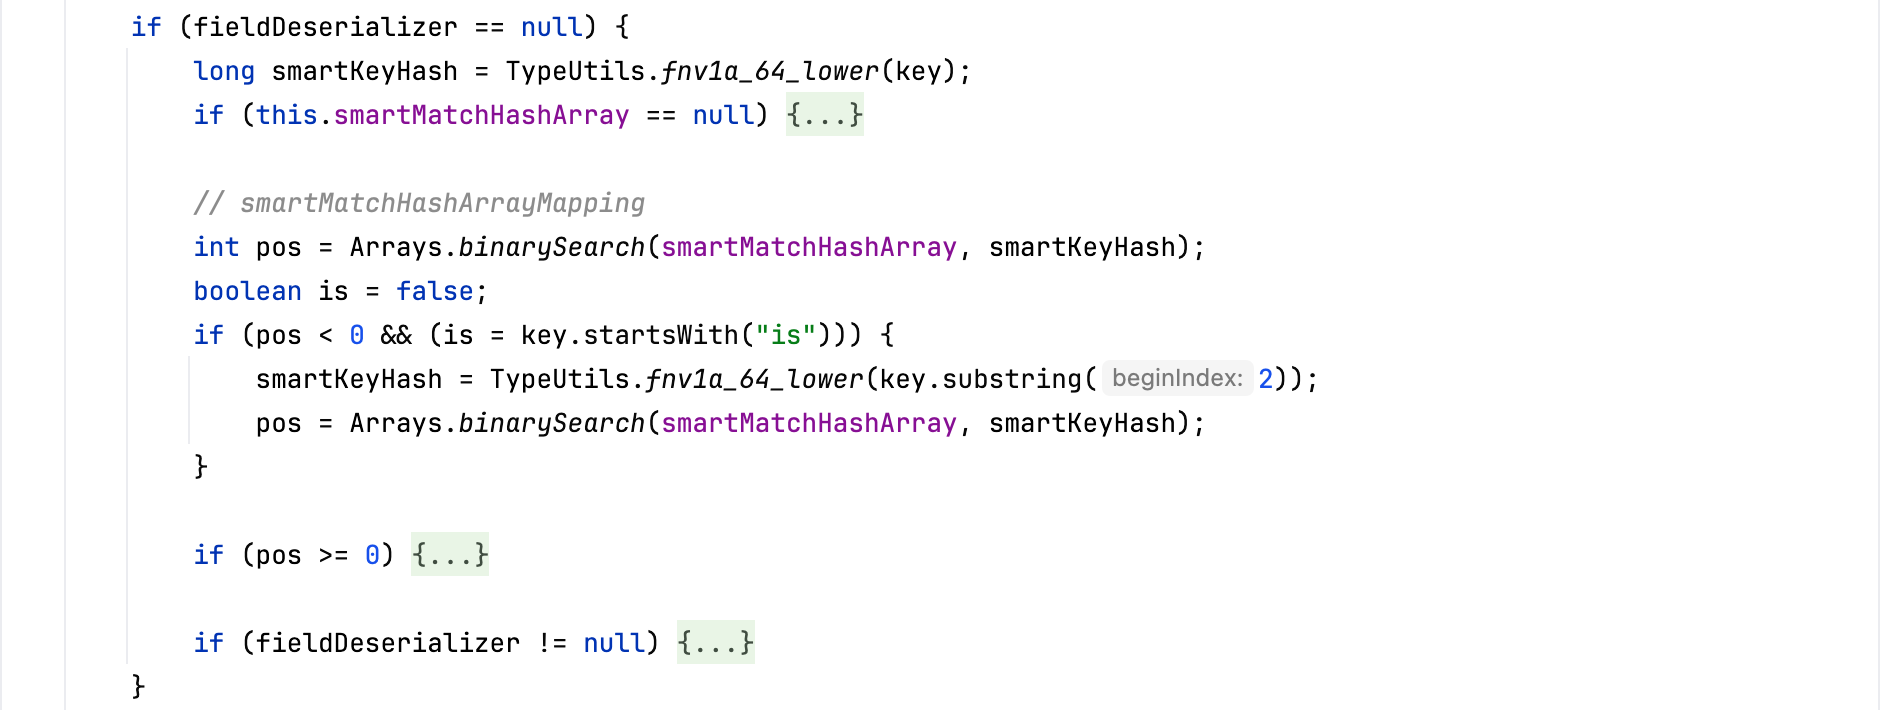 if (fieldDeserializer == null) {
long smartKeyHash = TypeUtils.fnv1a_64_lower(key);
if (this.smartMatchHashArray == null) {...}
// smartMatchHashArrayMapping
int pos = Arrays.binarySearch(smartMatchHashArray, smartKeyHash);
boolean is = false;
if (pos < 0 && (is = key.startsWith("is"))) {
smartKeyHash = TypeUtils.fnv1a_64_lower(key.substring( beginIndex: 2));
pos = Arrays.binarySearch(smartMatchHashArray, smartKeyHash);
}
if (pos >= 0) {...}
if (fieldDeserializer != null) {...}
}